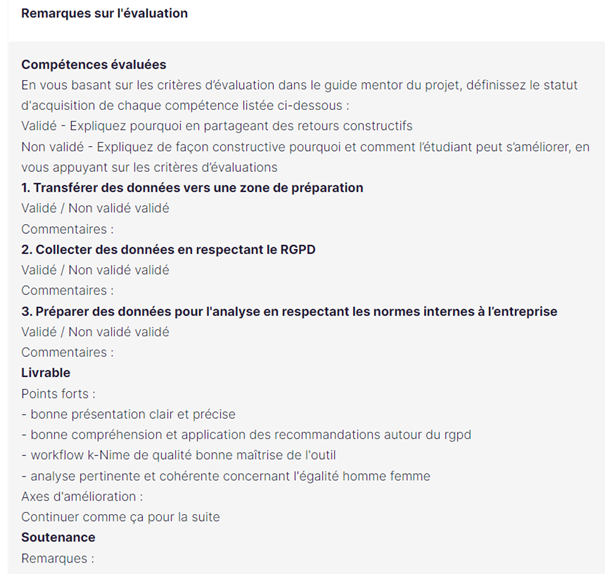 Remarques sur l'évaluation
Compétences évaluées
En vous basant sur les critères d’évaluation dans le guide mentor du projet, définissez le statut
d'acquisition de chaque compétence listée ci-dessous :
Validé - Expliquez pourquoi en partageant des retours constructifs
Non validé - Expliquez de façon constructive pourquoi et comment l’étudiant peut s’améliorer, en
vous appuyant sur les critères d’évaluations
1. Transférer des données vers une zone de préparation
Validé / Non validé validé
Commentaires :
2. Collecter des données en respectant le RGPD
Validé / Non validé validé
Commentaires :
3. Préparer des données pour l'analyse en respectant les normes internes à l’entreprise
Validé / Non validé validé
Commentaires :
Livrable
Points forts :
- bonne présentation clair et précise
- bonne compréhension et application des recommandations autour du rgpd
- workflow k-Nime de qualité bonne maîtrise de l'outil
- analyse pertinente et cohérente concernant l'égalité homme femme
Axes d'amélioration :
Continuer comme ça pour la suite
Soutenance
Remarques :